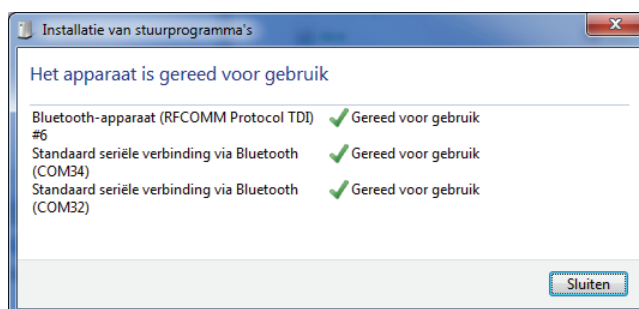 Installatie van stuurprogramma's
Het apparaat is gereed voor gebruik
Bluetooth-apparaat (RFCOMM Protocol TDI) Gereed voor gebruik
#6
Standaard seriële verbinding via Bluetooth Gereed voor gebruik
(COM34)
Standaard seriële verbinding via Bluetooth Gereed voor gebruik
(COM32)
Sluiten